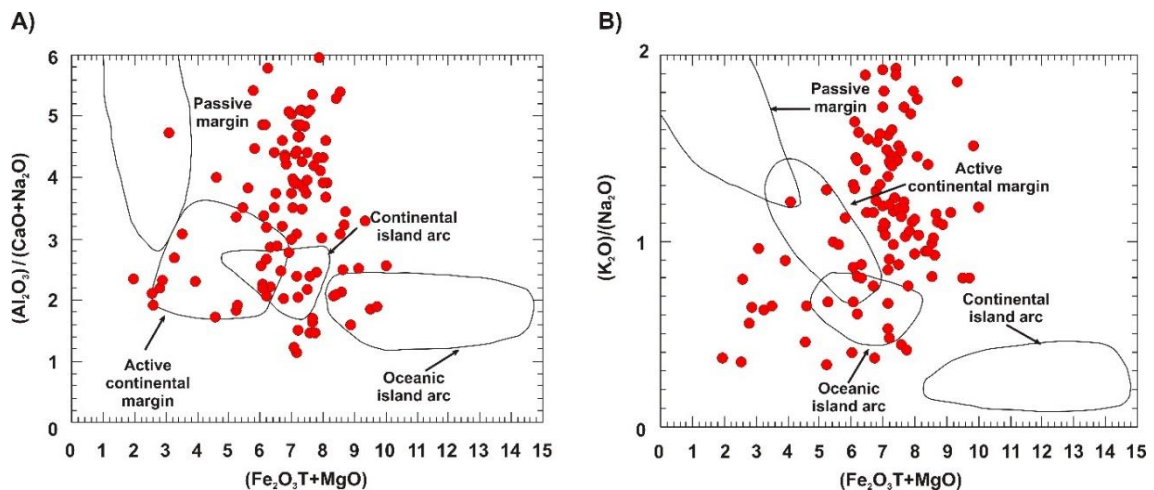 A)
6
5
4
3
2
1
0
(Al₂O₃)/(CaO+Na₂O)
Passive
margin
Continental
island arc
Active
continental
margin
Oceanic
island arc
0 1 2 3 4 5 6 7 8 9 10 11 12 13 14 15
(Fe₂O₃T+MgO)
B)
2
1
0
(K₂O)/(Na₂O)
Passive
margin
Active
continental margin
Continental
island arc
Oceanic
island arc
0 1 2 3 4 5 6 7 8 9 10 11 12 13 14 15
(Fe₂O₃T+MgO)